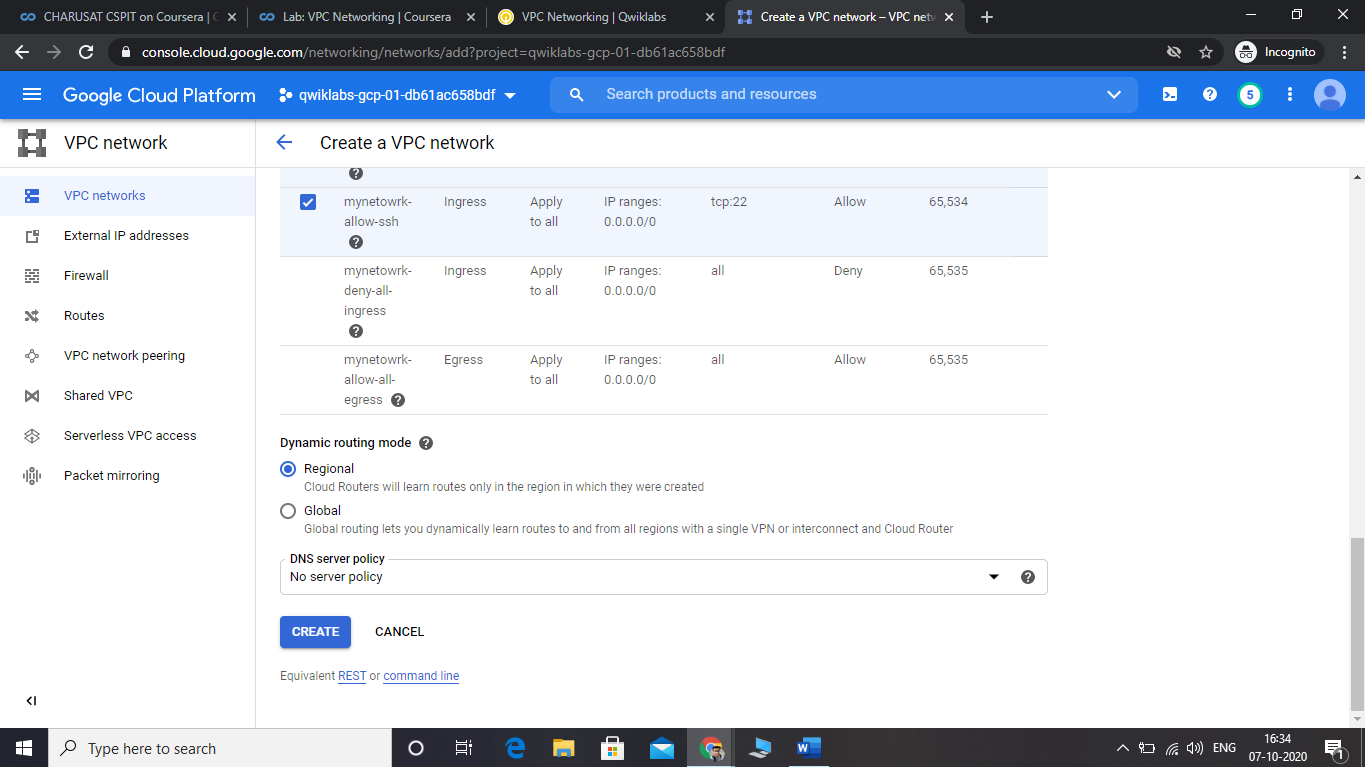 CHARUSAT CSPIT on Coursera | C
Lab: VPC Networking | Coursera
VPC Networking | Qwiklabs
Create a VPC network – VPC netw
console.cloud.google.com/networking/networks/add?project=qwiklabs-gcp-01-db61ac658bdf
Incognito
Google Cloud Platform
qwiklabs-gcp-01-db61ac658bdf
Search products and resources
5
VPC network
Create a VPC network
VPC networks
External IP addresses
Firewall
Routes
VPC network peering
Shared VPC
Serverless VPC access
Packet mirroring
mynetowrk- Ingress Apply IP ranges: tcp:22 Allow 65,534
allow-ssh to all 0.0.0.0/0
mynetowrk- Ingress Apply IP ranges: all Deny 65,535
deny-all- to all 0.0.0.0/0
ingress
mynetowrk- Egress Apply IP ranges: all Allow 65,535
allow-all- to all 0.0.0.0/0
egress
Dynamic routing mode
Regional
Cloud Routers will learn routes only in the region in which they were created
Global
Global routing lets you dynamically learn routes to and from all regions with a single VPN or interconnect and Cloud Router
DNS server policy
No server policy
CREATE CANCEL
Equivalent REST or command line
Type here to search
ENG
16:34
07-10-2020
1